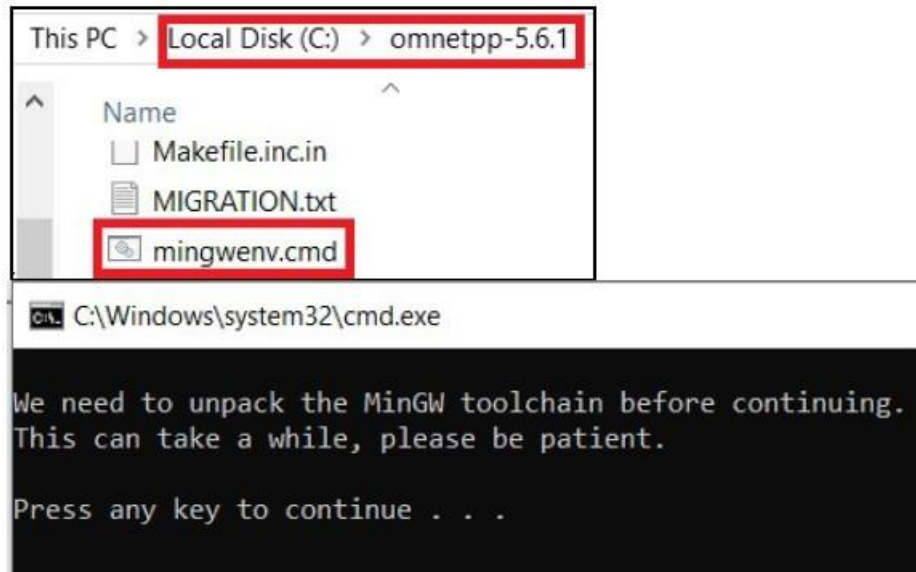 This PC > Local Disk (C:) > omnetpp-5.6.1
Name
Makefile.inc.in
MIGRATION.txt
mingwenv.cmd
C:\Windows\system32\cmd.exe
We need to unpack the MinGW toolchain before continuing.
This can take a while, please be patient.
Press any key to continue . . .